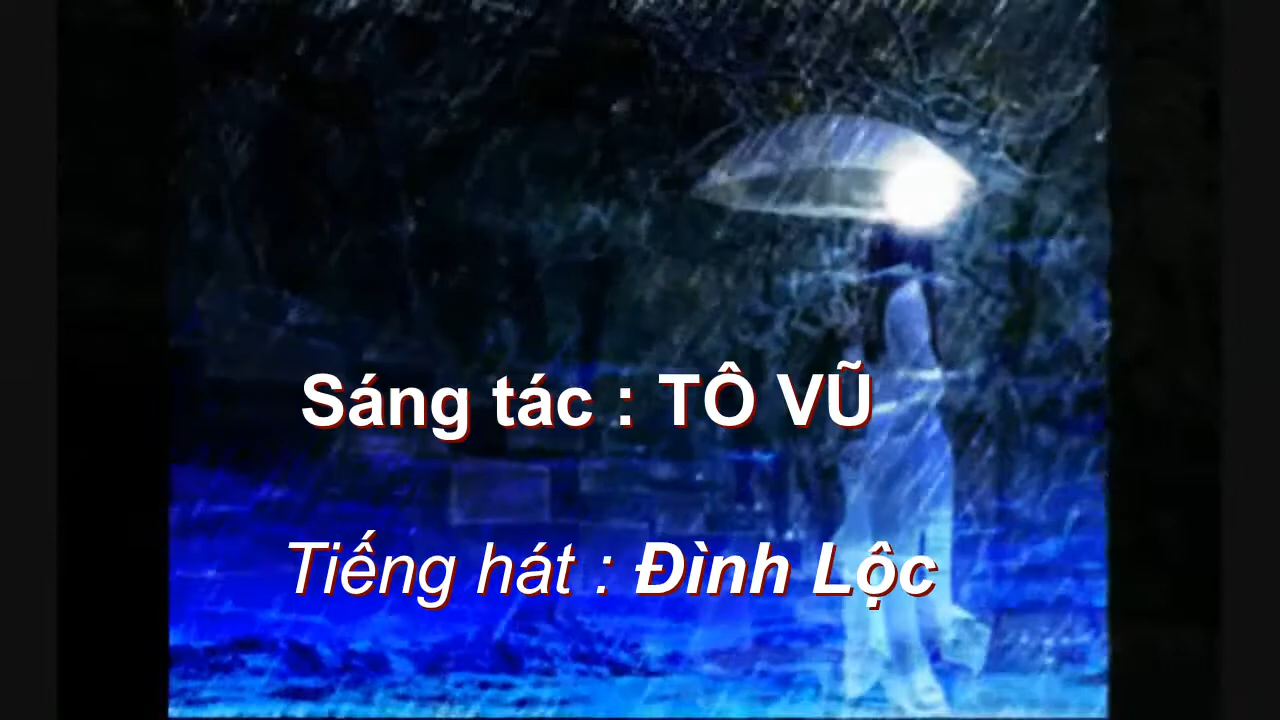 Sáng tác : TÔ VŨ
Tiếng hát : Đình Lộc